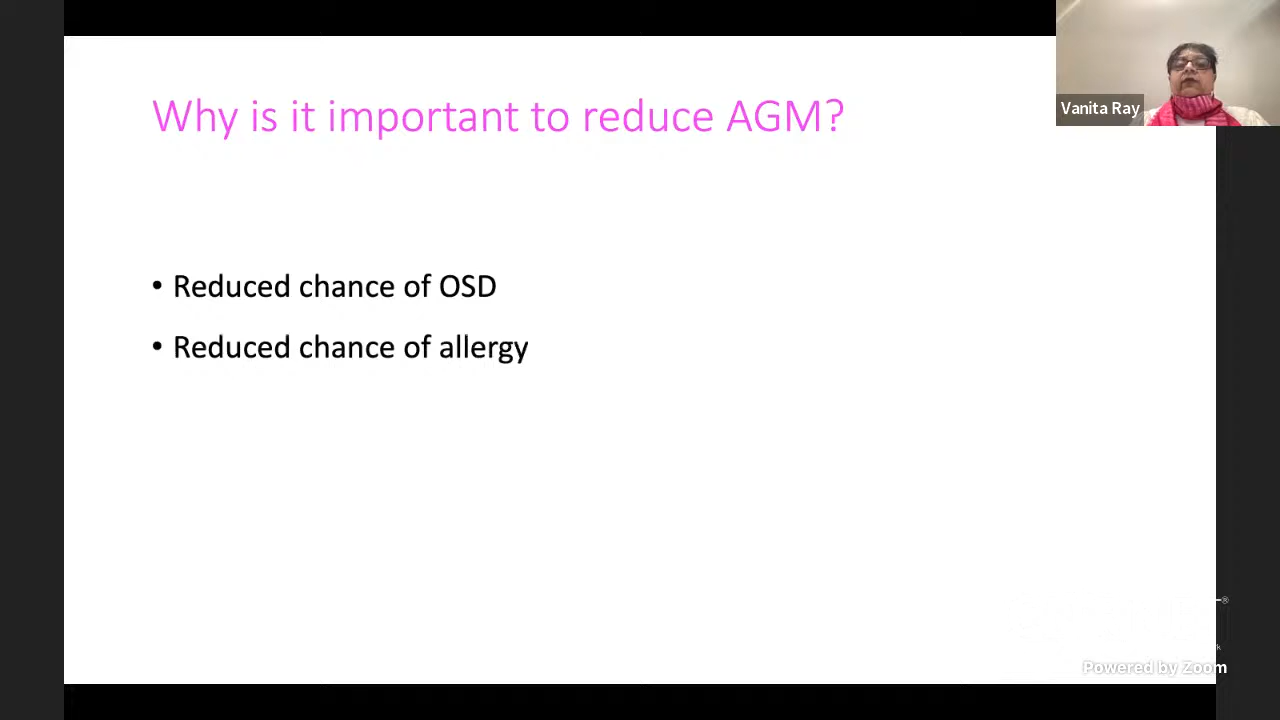 Why is it important to reduce AGM?
Vanita Ray
• Reduced chance of OSD
• Reduced chance of allergy
®
k
Powered by Zoom